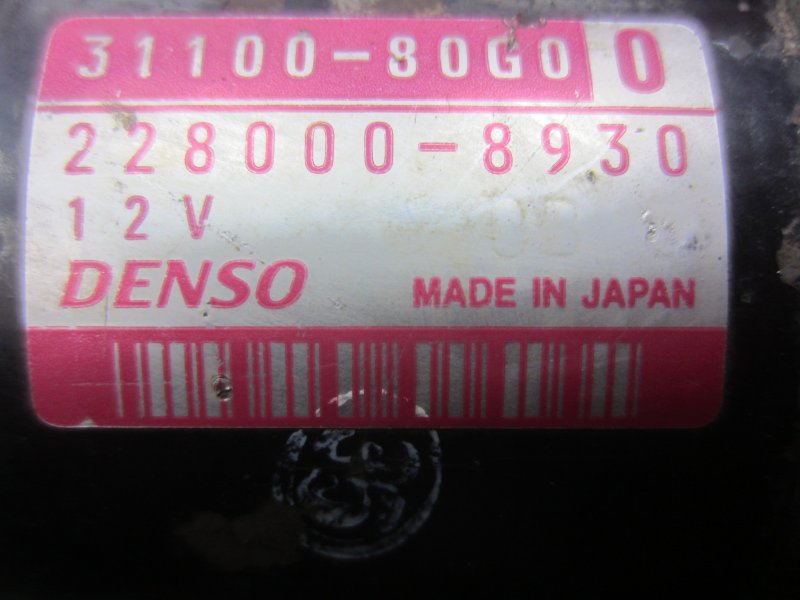 31100-80G0 0
228000-8930
12V
DENSO MADE IN JAPAN